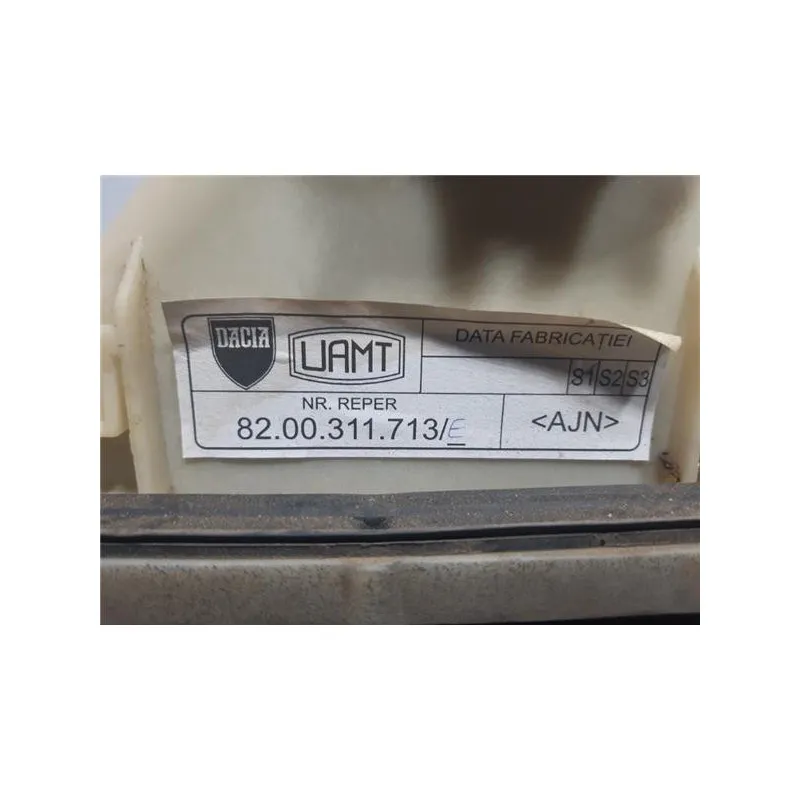 DACIA
UAMT
DATA FABRICAȚIEI
S1 S2 S3
NR. REPER
82.00.311.713/E
<AJN>